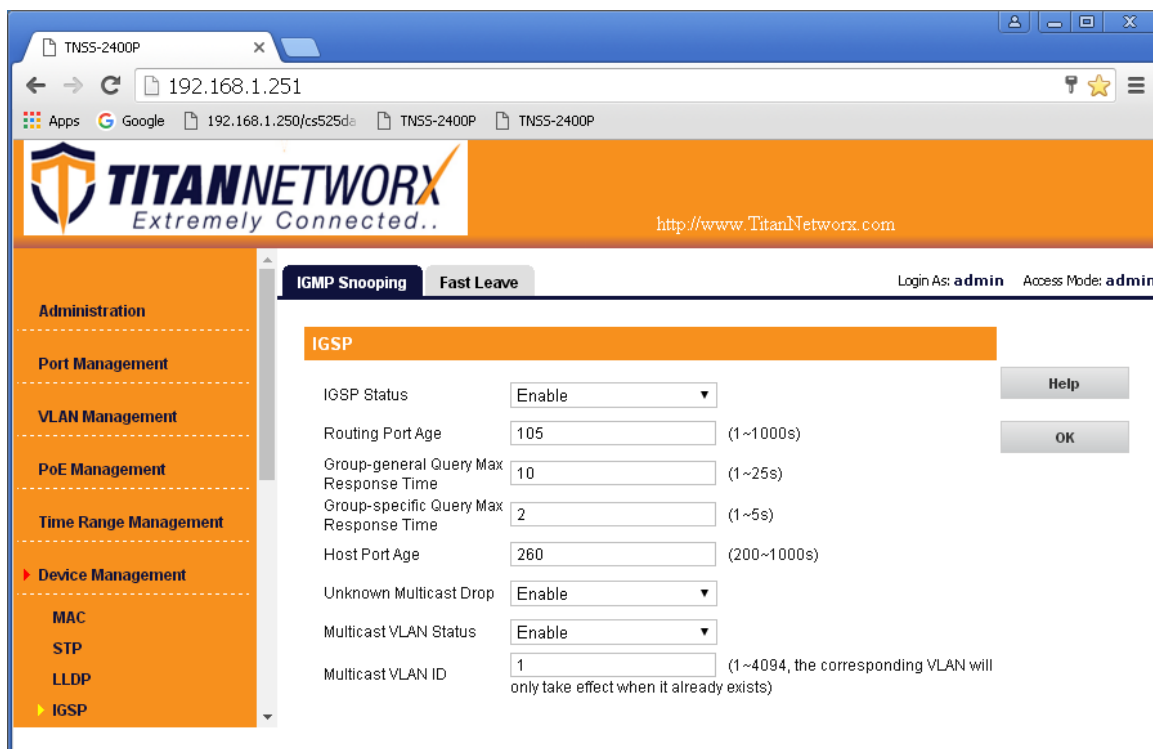 TNSS-2400P
192.168.1.251
Apps
Google
192.168.1.250/cs525da
TNSS-2400P
TNSS-2400P
TITANNETWORX
Extremely Connected..
http://www.TitanNetworx.com
Administration
Port Management
VLAN Management
PoE Management
Time Range Management
Device Management
MAC
STP
LLDP
IGSP
IGMP Snooping
Fast Leave
Login As: admin
Access Mode: admin
IGSP
IGSP Status
Enable
Routing Port Age
105
(1~1000s)
Group-general Query Max
Response Time
10
(1~25s)
Group-specific Query Max
Response Time
2
(1~5s)
Host Port Age
260
(200~1000s)
Unknown Multicast Drop
Enable
Multicast VLAN Status
Enable
Multicast VLAN ID
1
(1~4094, the corresponding VLAN will
only take effect when it already exists)
Help
OK